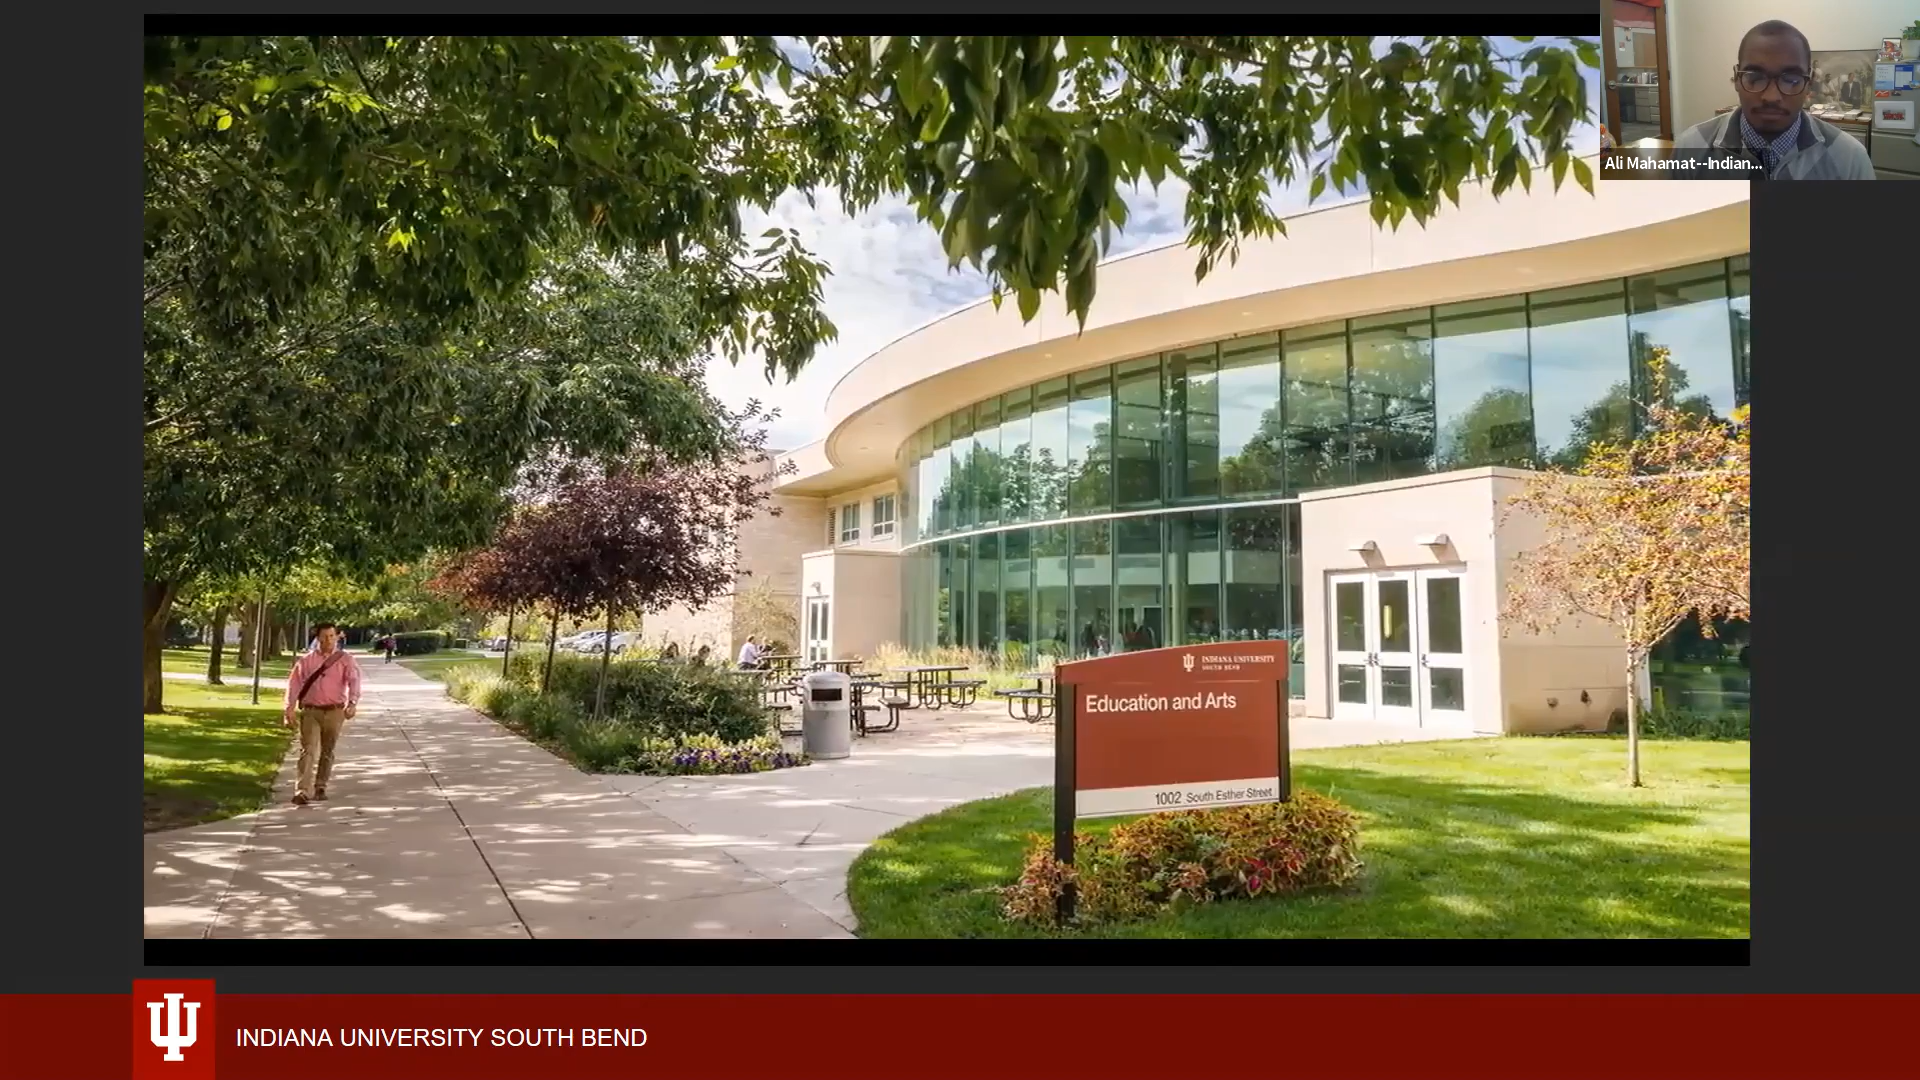 Ali Mahamat--Indian...
INDIANA UNIVERSITY
SOUTH BEND
Education and Arts
1002 South Esther Street
INDIANA UNIVERSITY SOUTH BEND